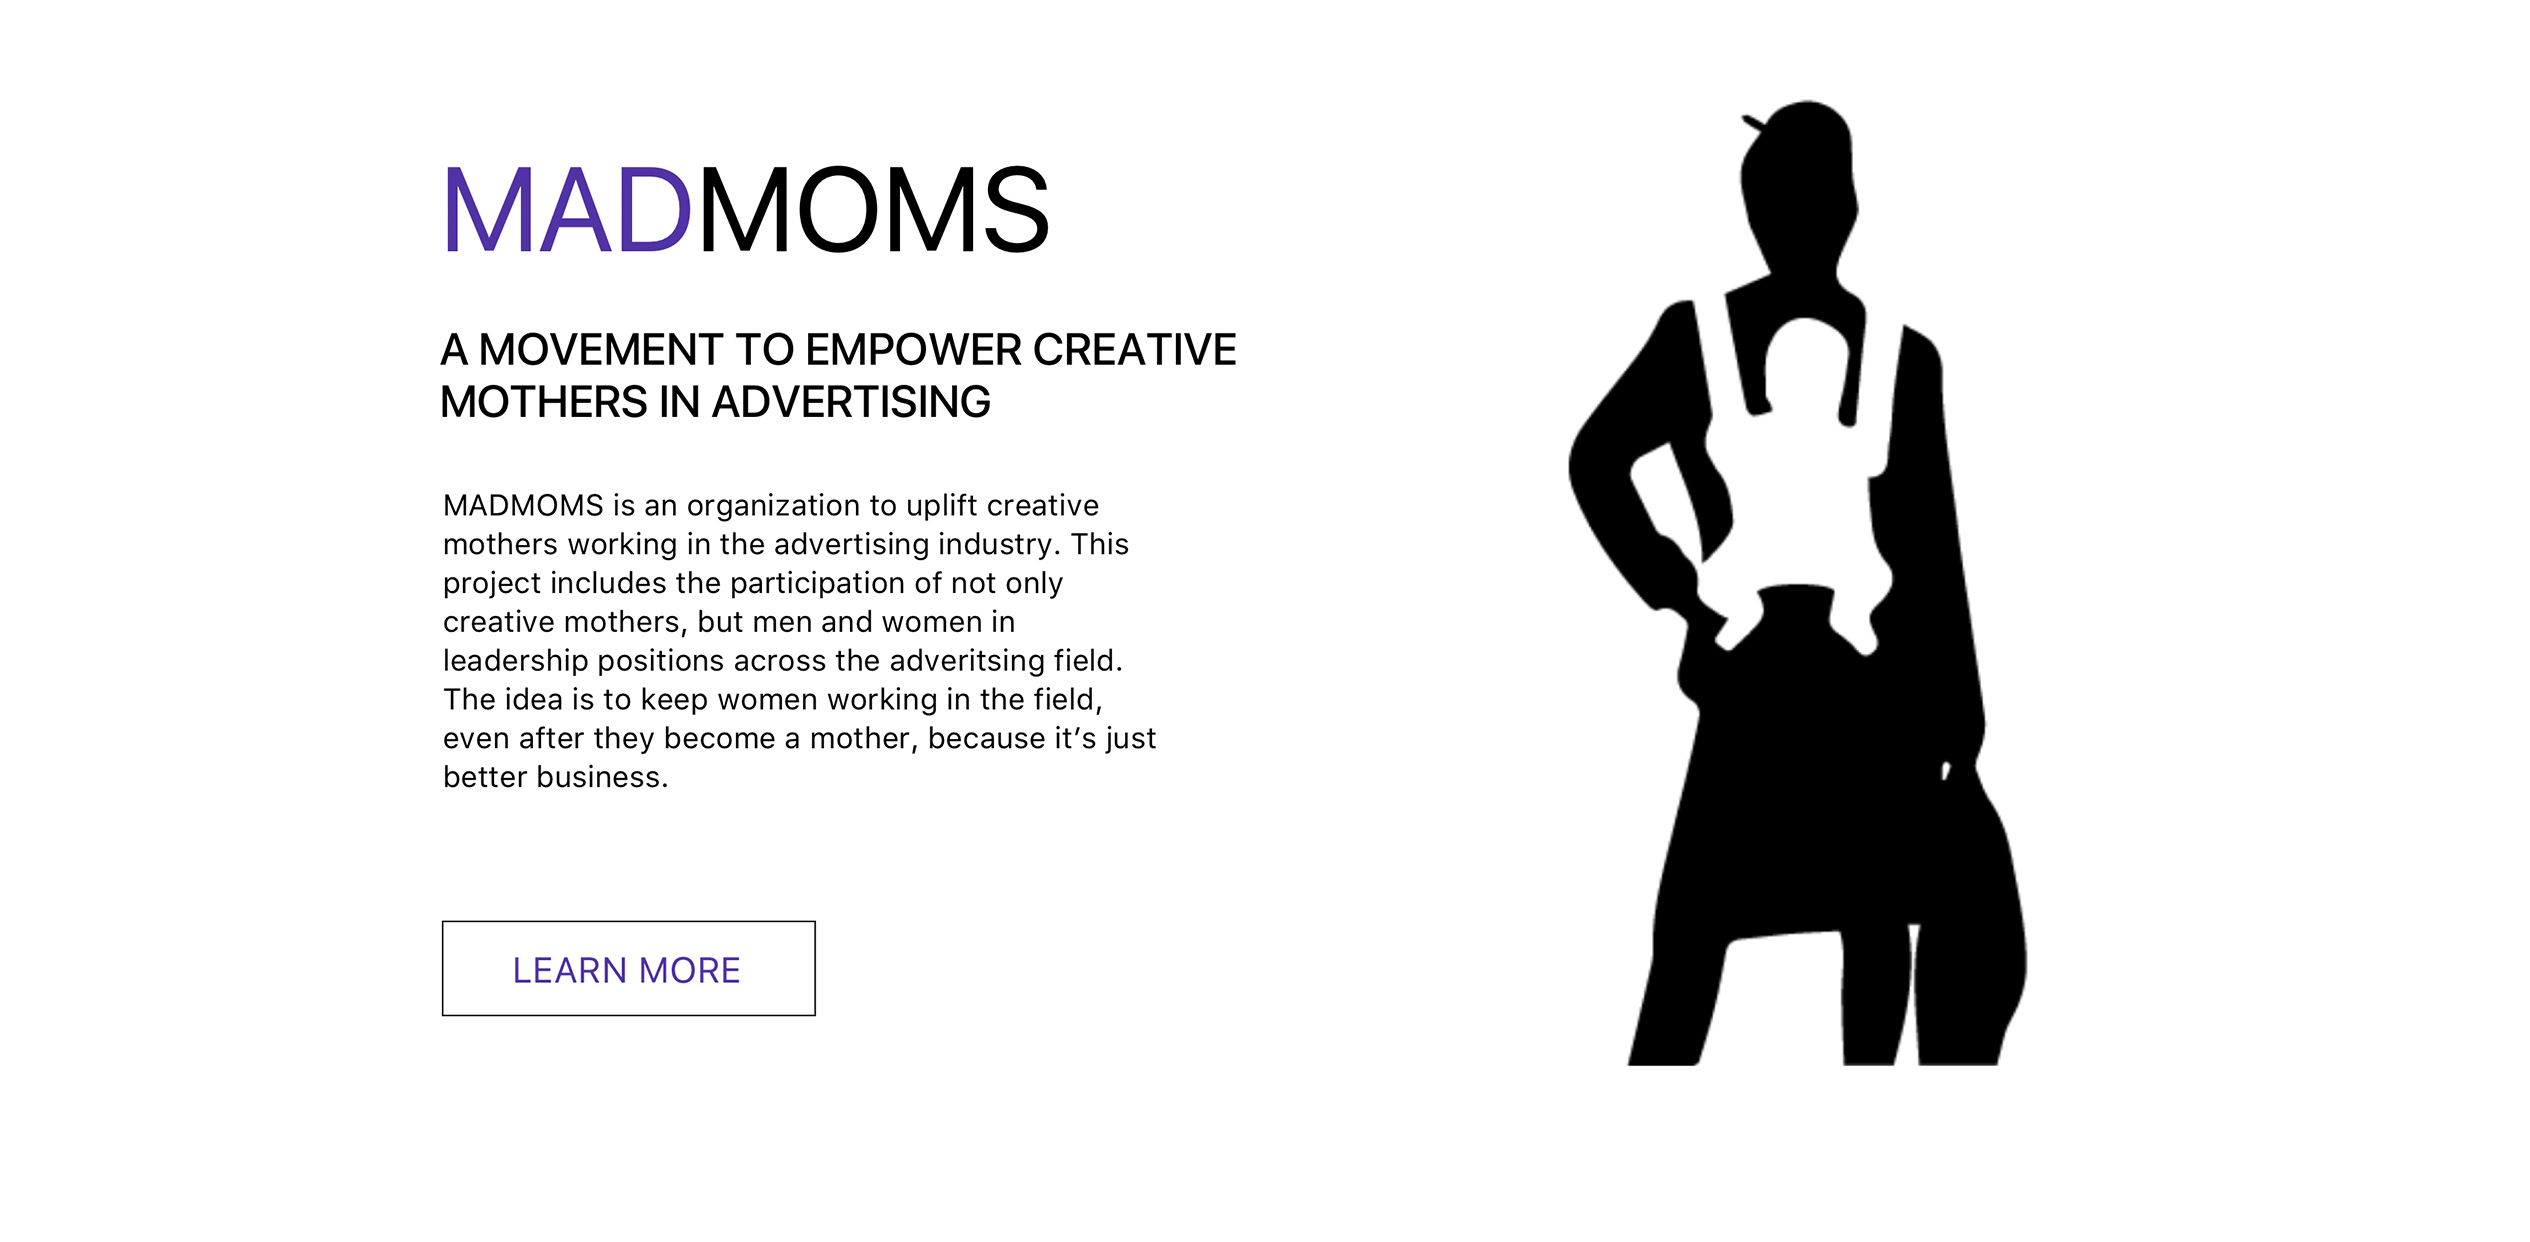 MADMOMS
A MOVEMENT TO EMPOWER CREATIVE
MOTHERS IN ADVERTISING
MADMOMS is an organization to uplift creative
mothers working in the advertising industry. This
project includes the participation of not only
creative mothers, but men and women in
leadership positions across the adveritsing field.
The idea is to keep women working in the field,
even after they become a mother, because it’s just
better business.
LEARN MORE